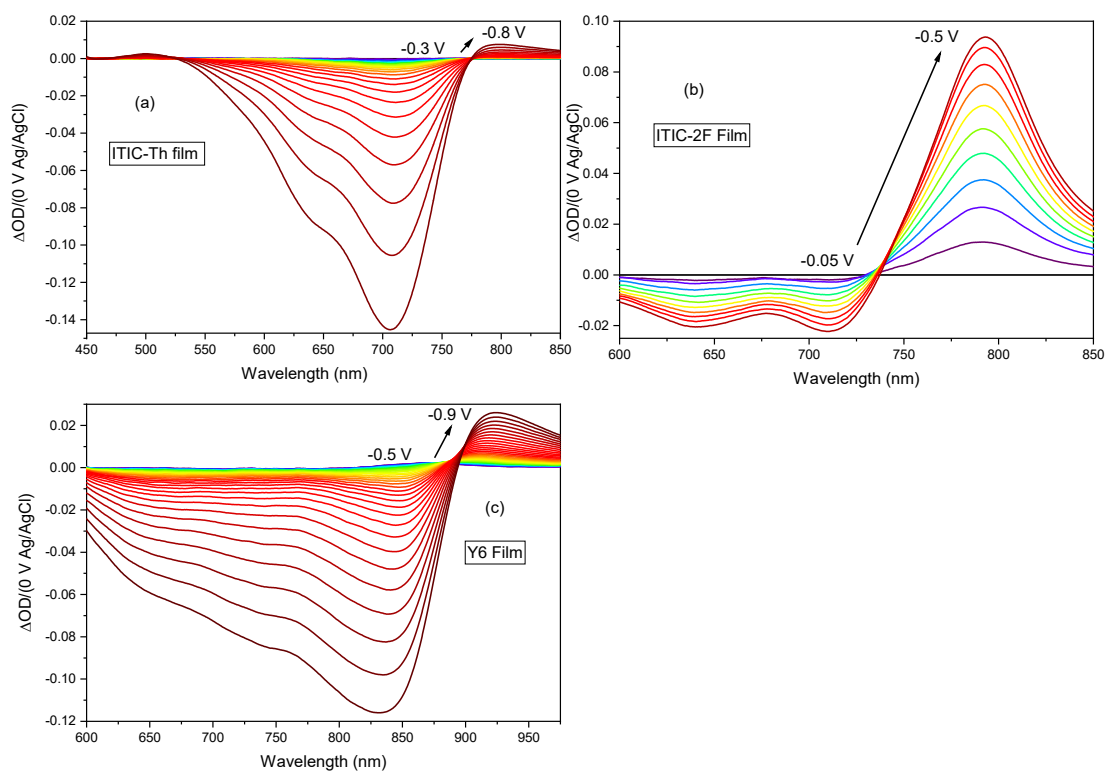 0.02
0.00
-0.02
-0.04
-0.06
-0.08
-0.10
-0.12
-0.14
ΔOD/(0 V Ag/AgCl)
-0.3 V
-0.8 V
(a)
ITIC-Th film
450 500 550 600 650 700 750 800 850
Wavelength (nm)
0.10
0.08
0.06
0.04
0.02
0.00
-0.02
ΔOD/(0 V Ag/AgCl)
-0.5 V
(b)
ITIC-2F Film
-0.05 V
600 650 700 750 800 850
Wavelength (nm)
0.02
0.00
-0.02
-0.04
-0.06
-0.08
-0.10
-0.12
ΔOD/(0 V Ag/AgCl)
-0.9 V
-0.5 V
(c)
Y6 Film
600 650 700 750 800 850 900 950
Wavelength (nm)